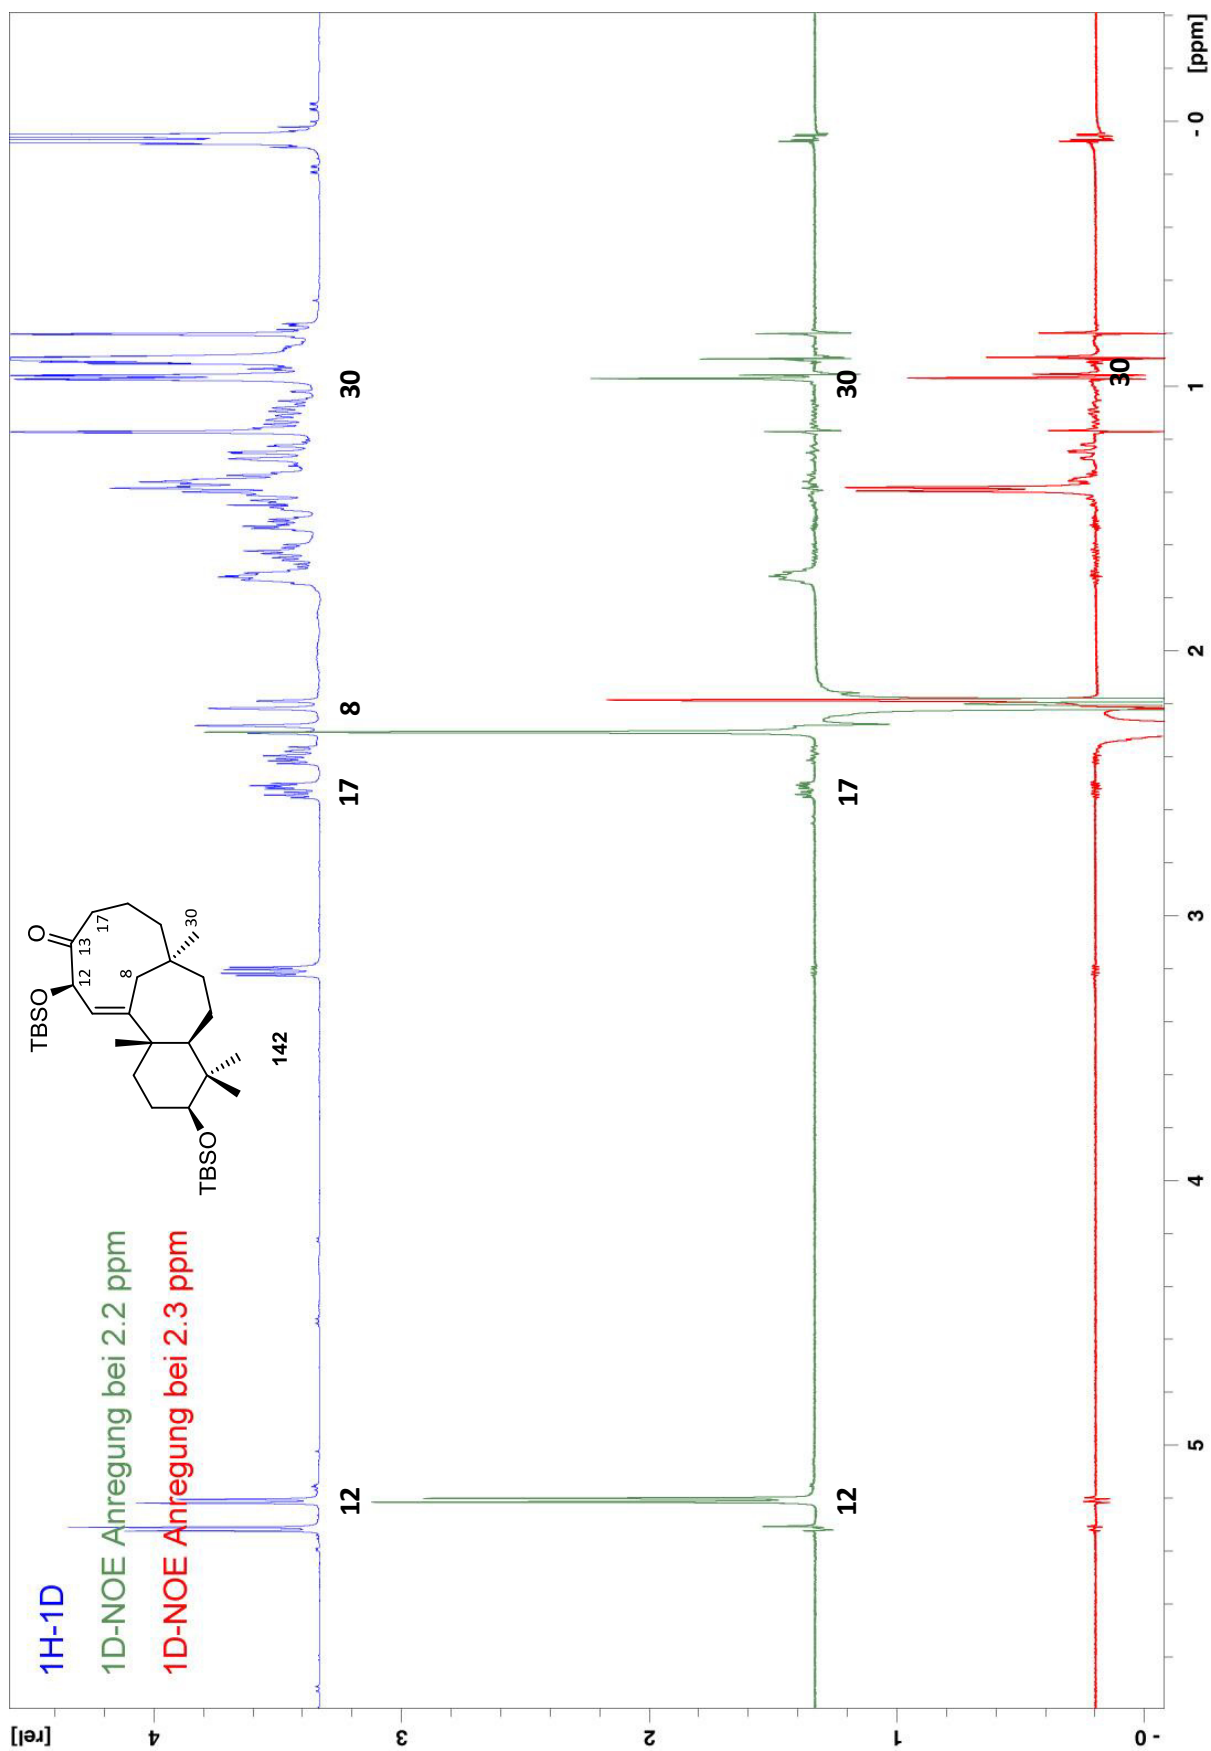 [rel]
4
3
2
1
- 0
1H-1D
1D-NOE Anregung bei 2.2 ppm
1D-NOE Anregung bei 2.3 ppm
O
TBSO
12
13
17
8
30
TBSO
142
12 17 8 30
12 17 30
30
5 4 3 2 1 - 0 [ppm]